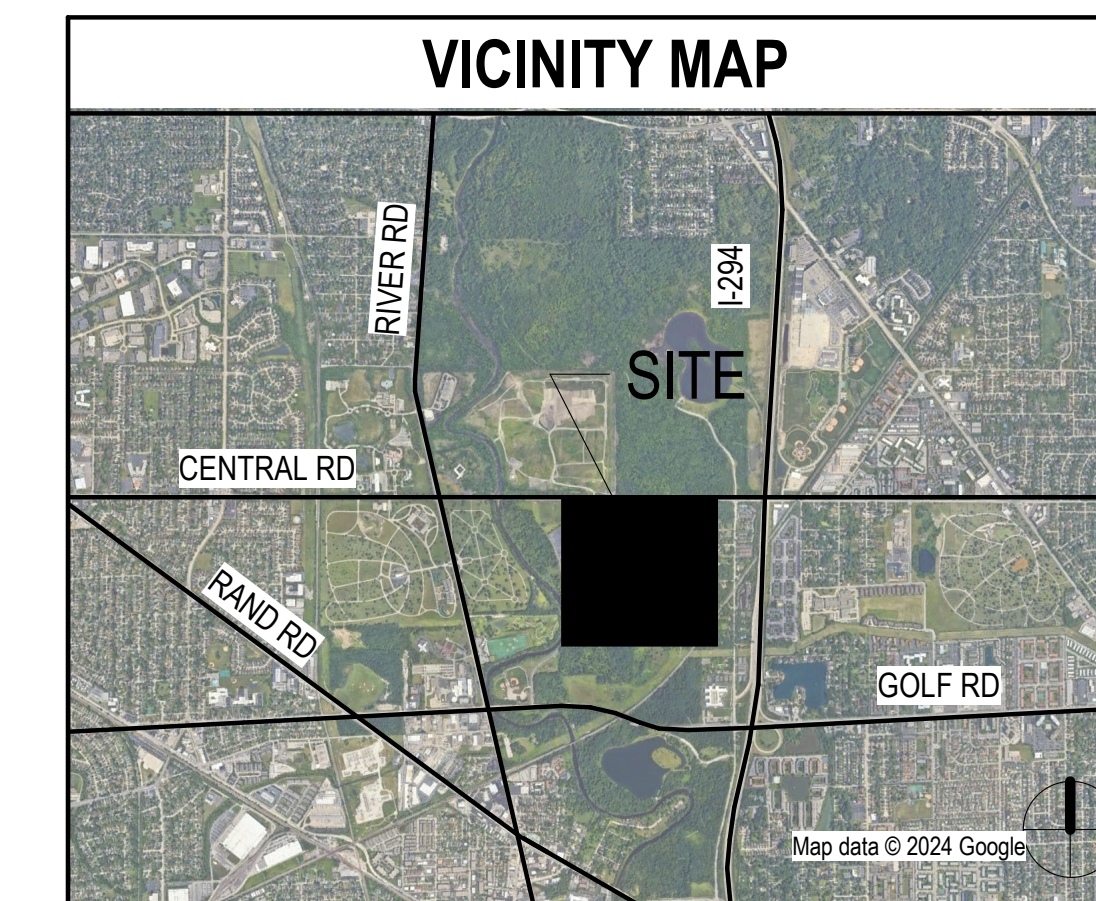 VICINITY MAP
RIVER RD
I-294
SITE
CENTRAL RD
RAND RD
GOLF RD
Map data © 2024 Google